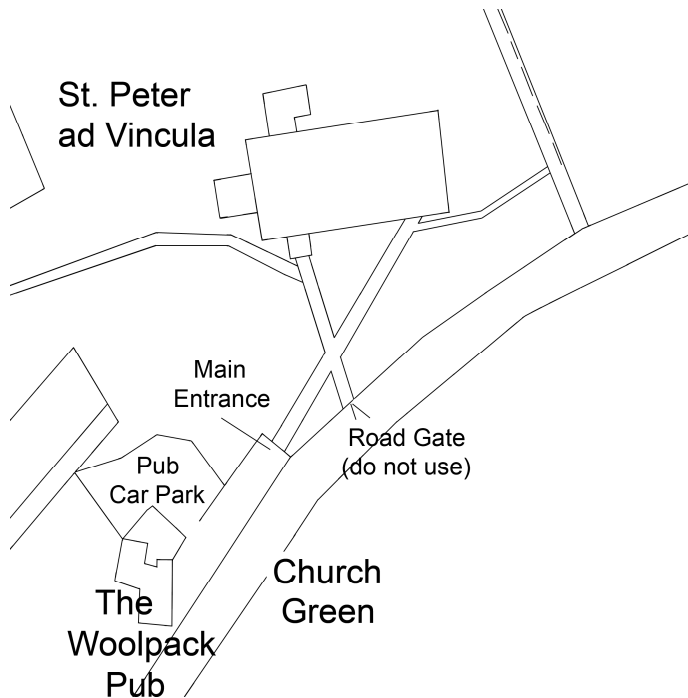 St. Peter
ad Vincula
Main
Entrance
Road Gate
(do not use)
Pub
Car Park
Church
Green
The
Woolpack
Pub